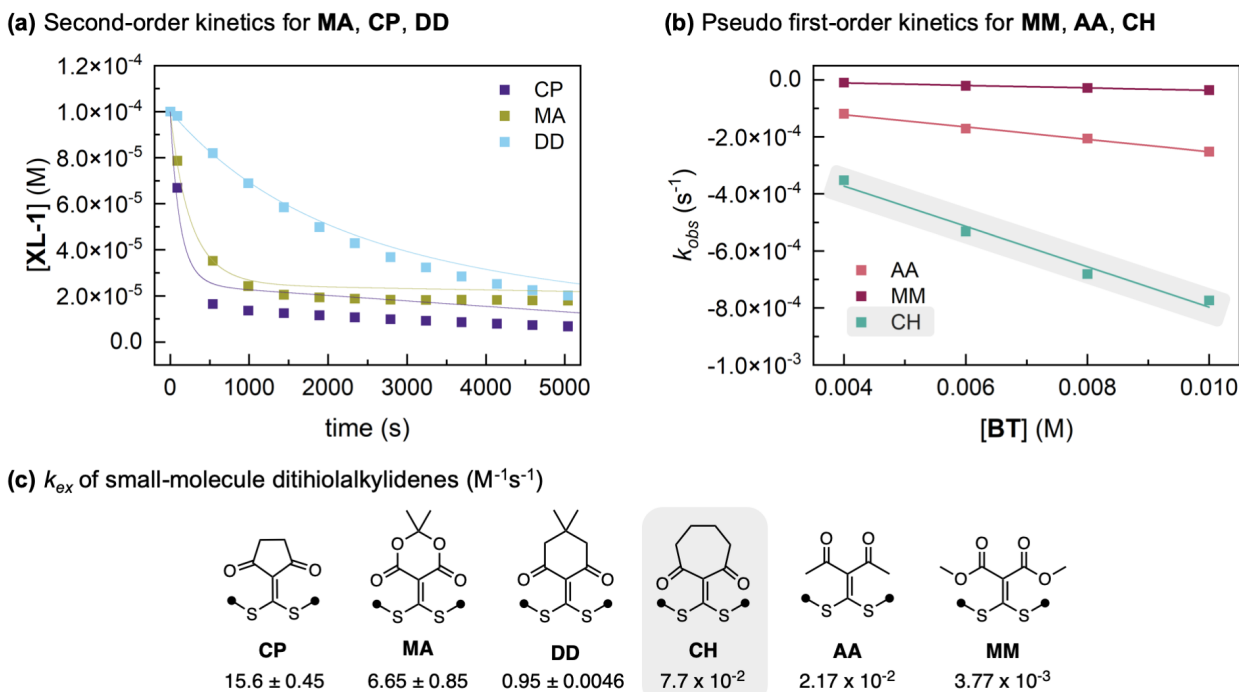 (a) Second-order kinetics for MA, CP, DD
1.2×10⁻⁴
1.0×10⁻⁴
8.0×10⁻⁵
6.0×10⁻⁵
4.0×10⁻⁵
2.0×10⁻⁵
0.0
[XL-1] (M)
CP
MA
DD
0 1000 2000 3000 4000 5000
time (s)
(b) Pseudo first-order kinetics for MM, AA, CH
0.0
-2.0×10⁻⁴
-4.0×10⁻⁴
-6.0×10⁻⁴
-8.0×10⁻⁴
-1.0×10⁻³
k_obs (s⁻¹)
AA
MM
CH
0.004 0.006 0.008 0.010
[BT] (M)
(c) k_ex of small-molecule ditihiolalkylidenes (M⁻¹s⁻¹)
O O S S
O O O O S S
O O S S
O O S S
O O S S
O O O O S S
CP MA DD CH AA MM
15.6 ± 0.45 6.65 ± 0.85 0.95 ± 0.0046 7.7 x 10⁻² 2.17 x 10⁻² 3.77 x 10⁻³